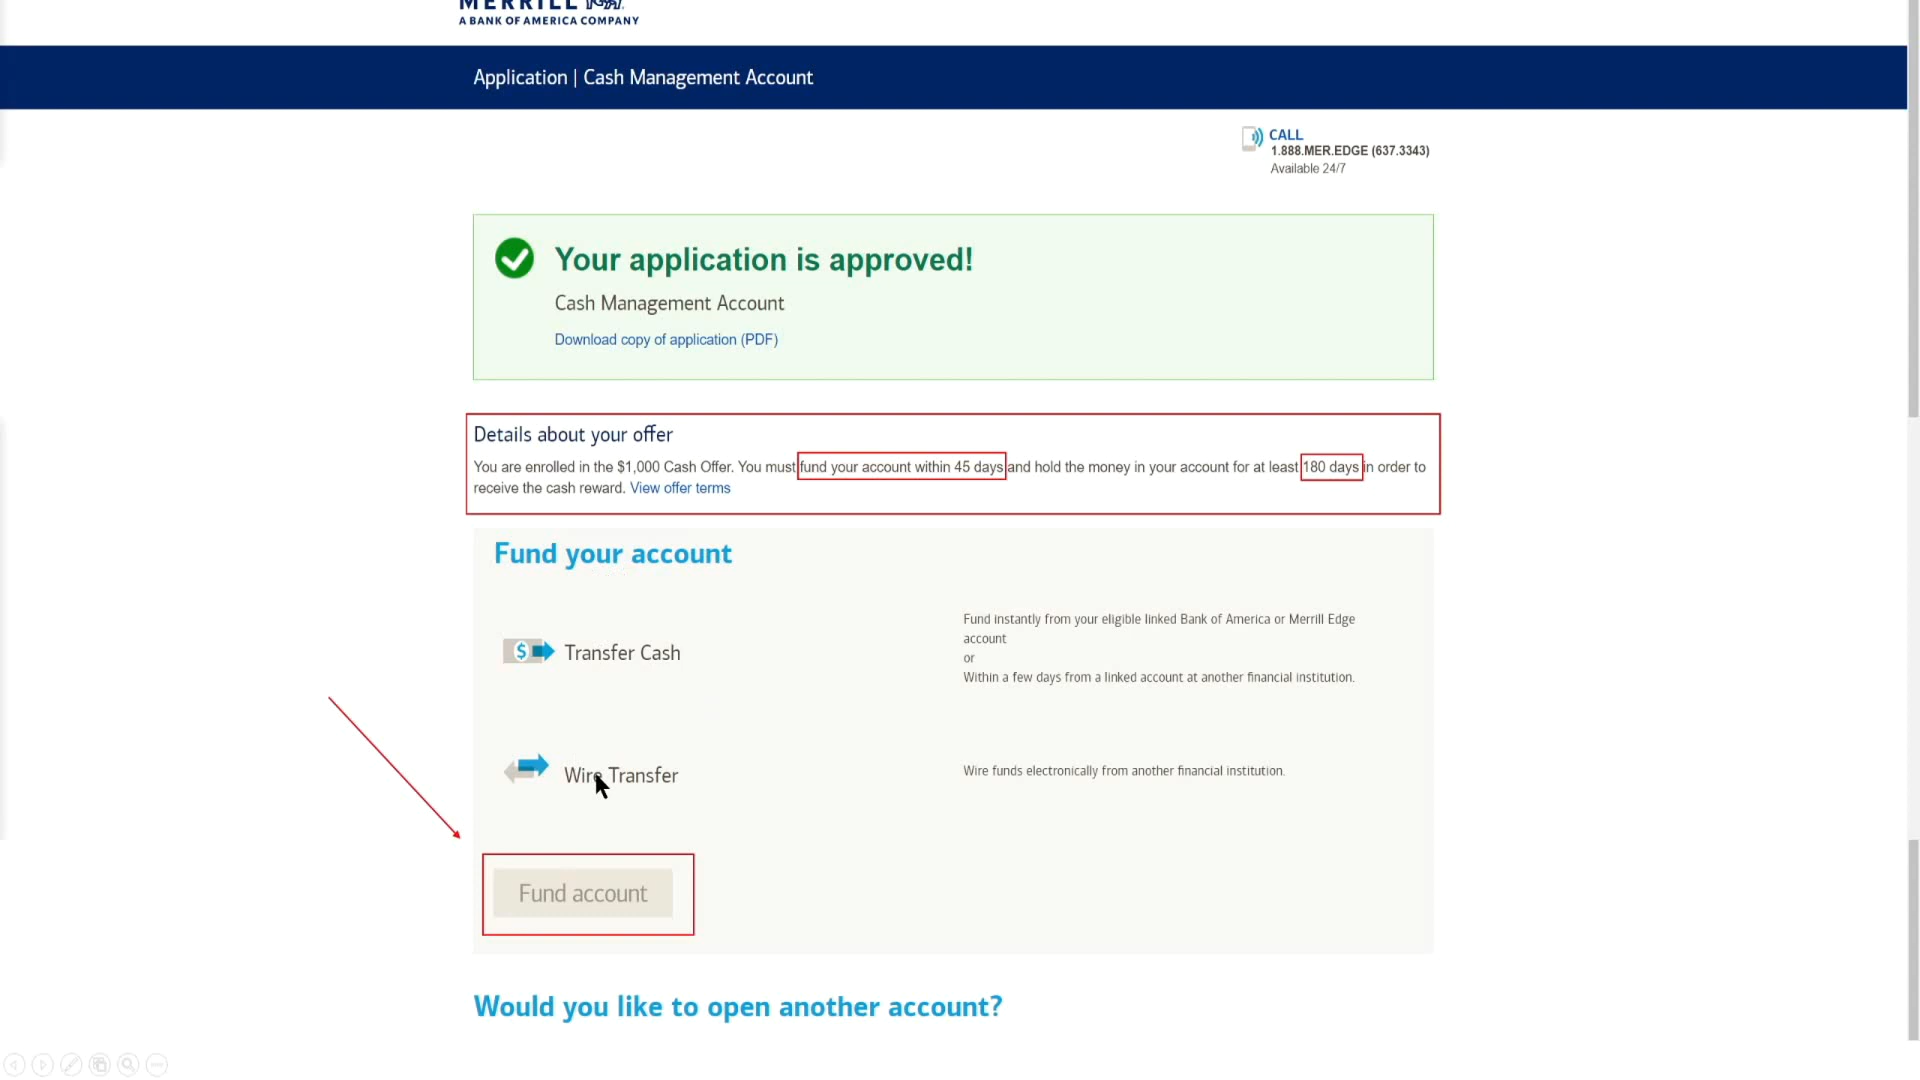 MERRILL
A BANK OF AMERICA COMPANY
Application | Cash Management Account
CALL
1.888.MER.EDGE (637.3343)
Available 24/7
Your application is approved!
Cash Management Account
Download copy of application (PDF)
Details about your offer
You are enrolled in the $1,000 Cash Offer. You must fund your account within 45 days and hold the money in your account for at least 180 days in order to
receive the cash reward. View offer terms
Fund your account
Fund instantly from your eligible linked Bank of America or Merrill Edge
account
or
Within a few days from a linked account at another financial institution.
$ Transfer Cash
Wire Transfer
Wire funds electronically from another financial institution.
Fund account
Would you like to open another account?